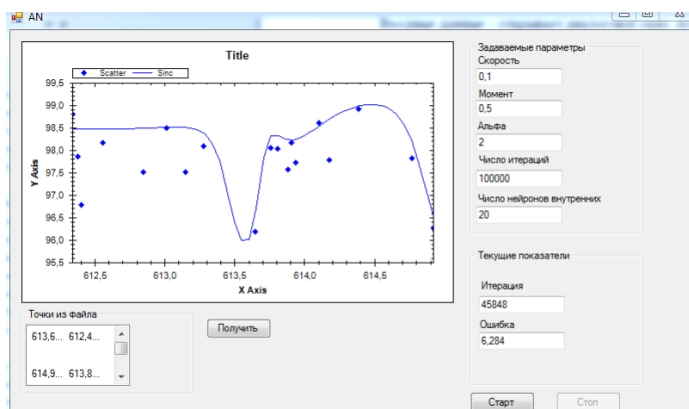 AN
Title
Scatter Sinc
Y Axis
99,5
99,0
98,5
98,0
97,5
97,0
96,5
96,0
95,5
612,5 613,0 613,5 614,0 614,5
X Axis
Точки из файла
613,6... 612,4...
614,9... 613,8...
Получить
Задаваемые параметры
Скорость
0,1
Момент
0,5
Альфа
2
Число итераций
100000
Число нейронов внутренних
20
Текущие показатели
Итерация
45848
Ошибка
6,284
Старт Стоп